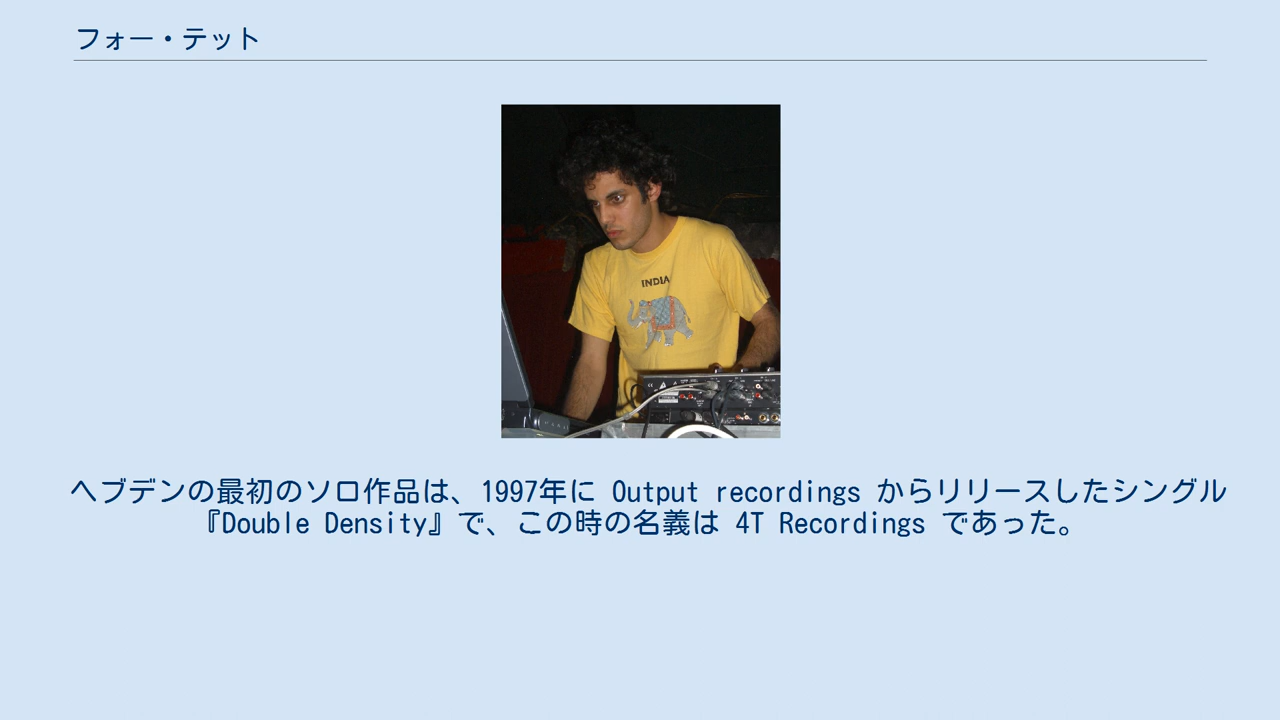 フォー・テット
INDIA
ヘブデンの最初のソロ作品は、1997年に Output recordings からリリースしたシングル
『Double Density』で、この時の名義は 4T Recordings であった。